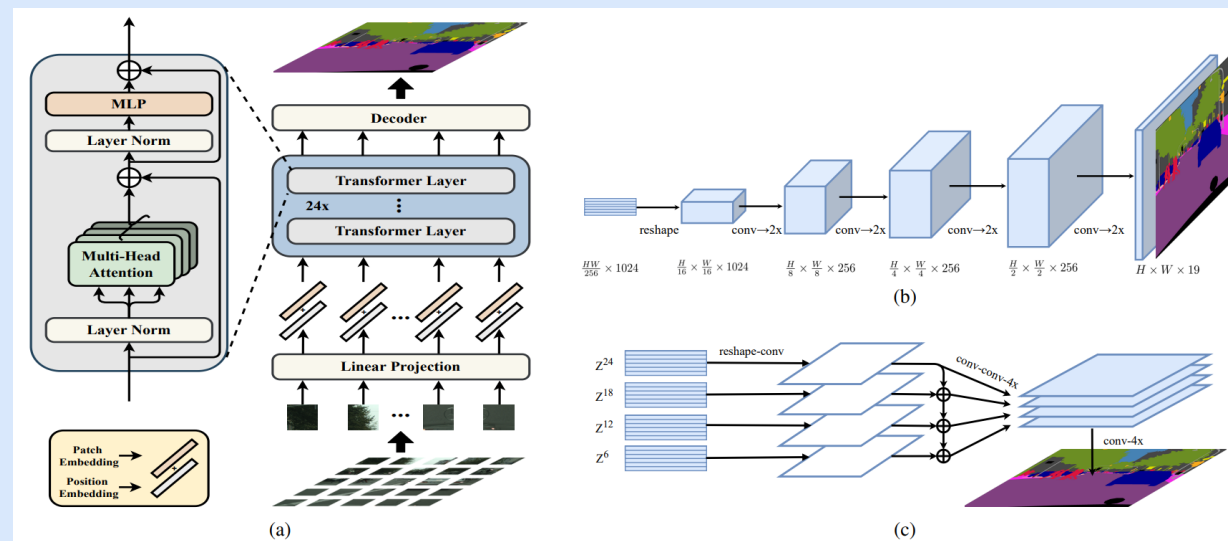 MLP
Layer Norm
Multi-Head
Attention
Layer Norm
Patch
Embedding
+
Position
Embedding
Decoder
Transformer Layer
24x
⋮
Transformer Layer
+ + ... + +
Linear Projection
...
(a)
reshape
conv→2x
conv→2x
conv→2x
conv→2x
HW/256 × 1024
H/16 × W/16 × 1024
H/8 × W/8 × 256
H/4 × W/4 × 256
H/2 × W/2 × 256
H × W × 19
(b)
Z²⁴
reshape-conv
conv-conv-4x
Z¹⁸
Z¹²
Z⁶
conv-4x
(c)